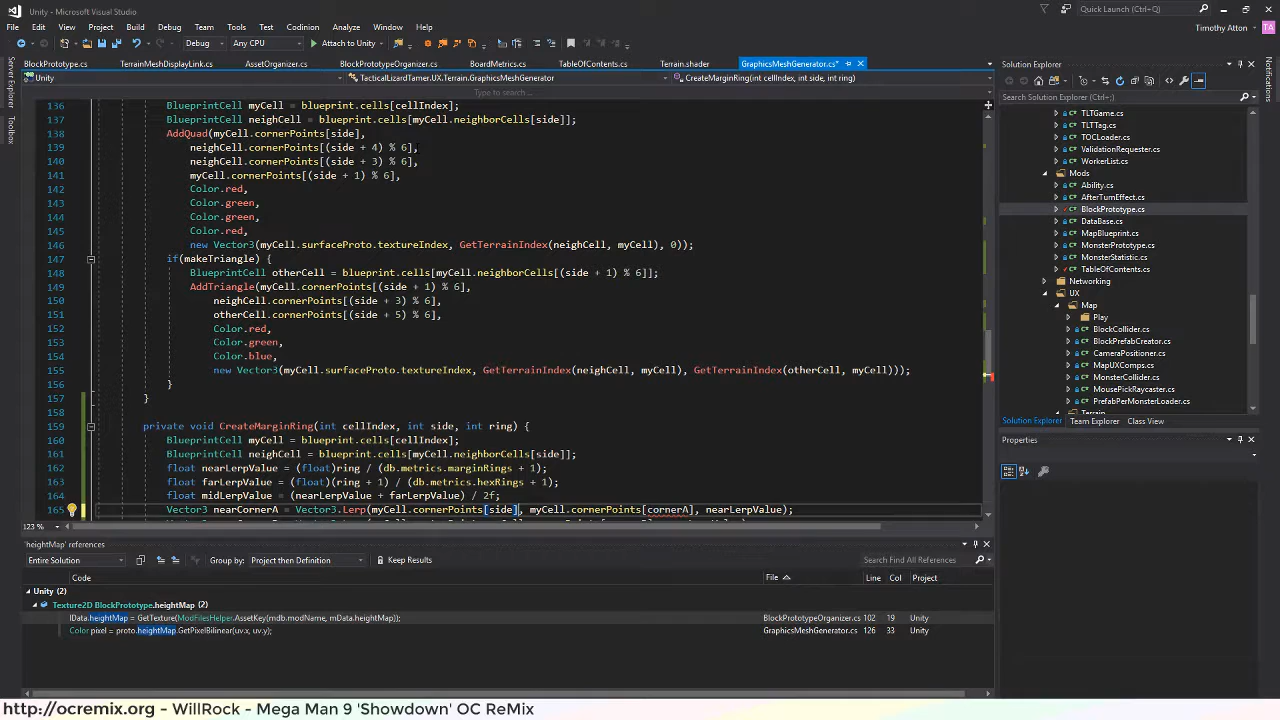 Unity - Microsoft Visual Studio
Quick Launch (Ctrl+Q)
File Edit View Project Build Debug Team Tools Test Codinion Analyze Window Help
Timothy Atton TA
Debug Any CPU Attach to Unity
BlockPrototype.cs TerrainMeshDisplayLink.cs AssetOrganizer.cs BlockPrototypeOrganizer.cs BoardMetrics.cs TableOfContents.cs Terrain.shader GraphicsMeshGenerator.cs*
Unity TacticalLizardTamer.UX.Terrain.GraphicsMeshGenerator CreateMarginRing(int cellIndex, int side, int ring)
Type to search ...
136 BlueprintCell myCell = blueprint.cells[cellIndex];
137 BlueprintCell neighCell = blueprint.cells[myCell.neighborCells[side]];
138 AddQuad(myCell.cornerPoints[side],
139 neighCell.cornerPoints[(side + 4) % 6],
140 neighCell.cornerPoints[(side + 3) % 6],
141 myCell.cornerPoints[(side + 1) % 6],
142 Color.red,
143 Color.green,
144 Color.green,
145 Color.red,
146 new Vector3(myCell.surfaceProto.textureIndex, GetTerrainIndex(neighCell, myCell), 0));
147 if(makeTriangle) {
148 BlueprintCell otherCell = blueprint.cells[myCell.neighborCells[(side + 1) % 6]];
149 AddTriangle(myCell.cornerPoints[(side + 1) % 6],
150 neighCell.cornerPoints[(side + 3) % 6],
151 otherCell.cornerPoints[(side + 5) % 6],
152 Color.red,
153 Color.green,
154 Color.blue,
155 new Vector3(myCell.surfaceProto.textureIndex, GetTerrainIndex(neighCell, myCell), GetTerrainIndex(otherCell, myCell)));
156 }
157 }
158
159 private void CreateMarginRing(int cellIndex, int side, int ring) {
160 BlueprintCell myCell = blueprint.cells[cellIndex];
161 BlueprintCell neighCell = blueprint.cells[myCell.neighborCells[side]];
162 float nearLerpValue = (float)ring / (db.metrics.marginRings + 1);
163 float farLerpValue = (float)(ring + 1) / (db.metrics.hexRings + 1);
164 float midLerpValue = (nearLerpValue + farLerpValue) / 2f;
165 Vector3 nearCornerA = Vector3.Lerp(myCell.cornerPoints[side], myCell.cornerPoints[cornerA], nearLerpValue);
123 %
Server Explorer
Toolbox
Notifications
Solution Explorer
Search Solution Explorer (Ctrl+;)
TLTGame.cs
TLTTag.cs
TOCLoader.cs
ValidationRequester.cs
WorkerList.cs
Mods
Ability.cs
AfterTurnEffect.cs
BlockPrototype.cs
DataBase.cs
MapBlueprint.cs
MonsterPrototype.cs
MonsterStatistic.cs
TableOfContents.cs
Networking
UX
Map
Play
BlockCollider.cs
BlockPrefabCreator.cs
CameraPositioner.cs
MapUXComps.cs
MonsterCollider.cs
MousePickRaycaster.cs
PrefabPerMonsterLoader.cs
Terrain
Solution Explorer Team Explorer Class View
Properties
'heightMap' references
Entire Solution Group by: Project then Definition Keep Results Search Find All References
Code File Line Col Project
Unity (2)
Texture2D BlockPrototype.heightMap (2)
lData.heightMap = GetTexture(ModFilesHelper.AssetKey(mdb.modName, mData.heightMap)); BlockPrototypeOrganizer.cs 102 19 Unity
Color pixel = proto.heightMap.GetPixelBilinear(uv.x, uv.y); GraphicsMeshGenerator.cs 126 33 Unity
http://ocremix.org - WillRock - Mega Man 9 'Showdown' OC ReMix